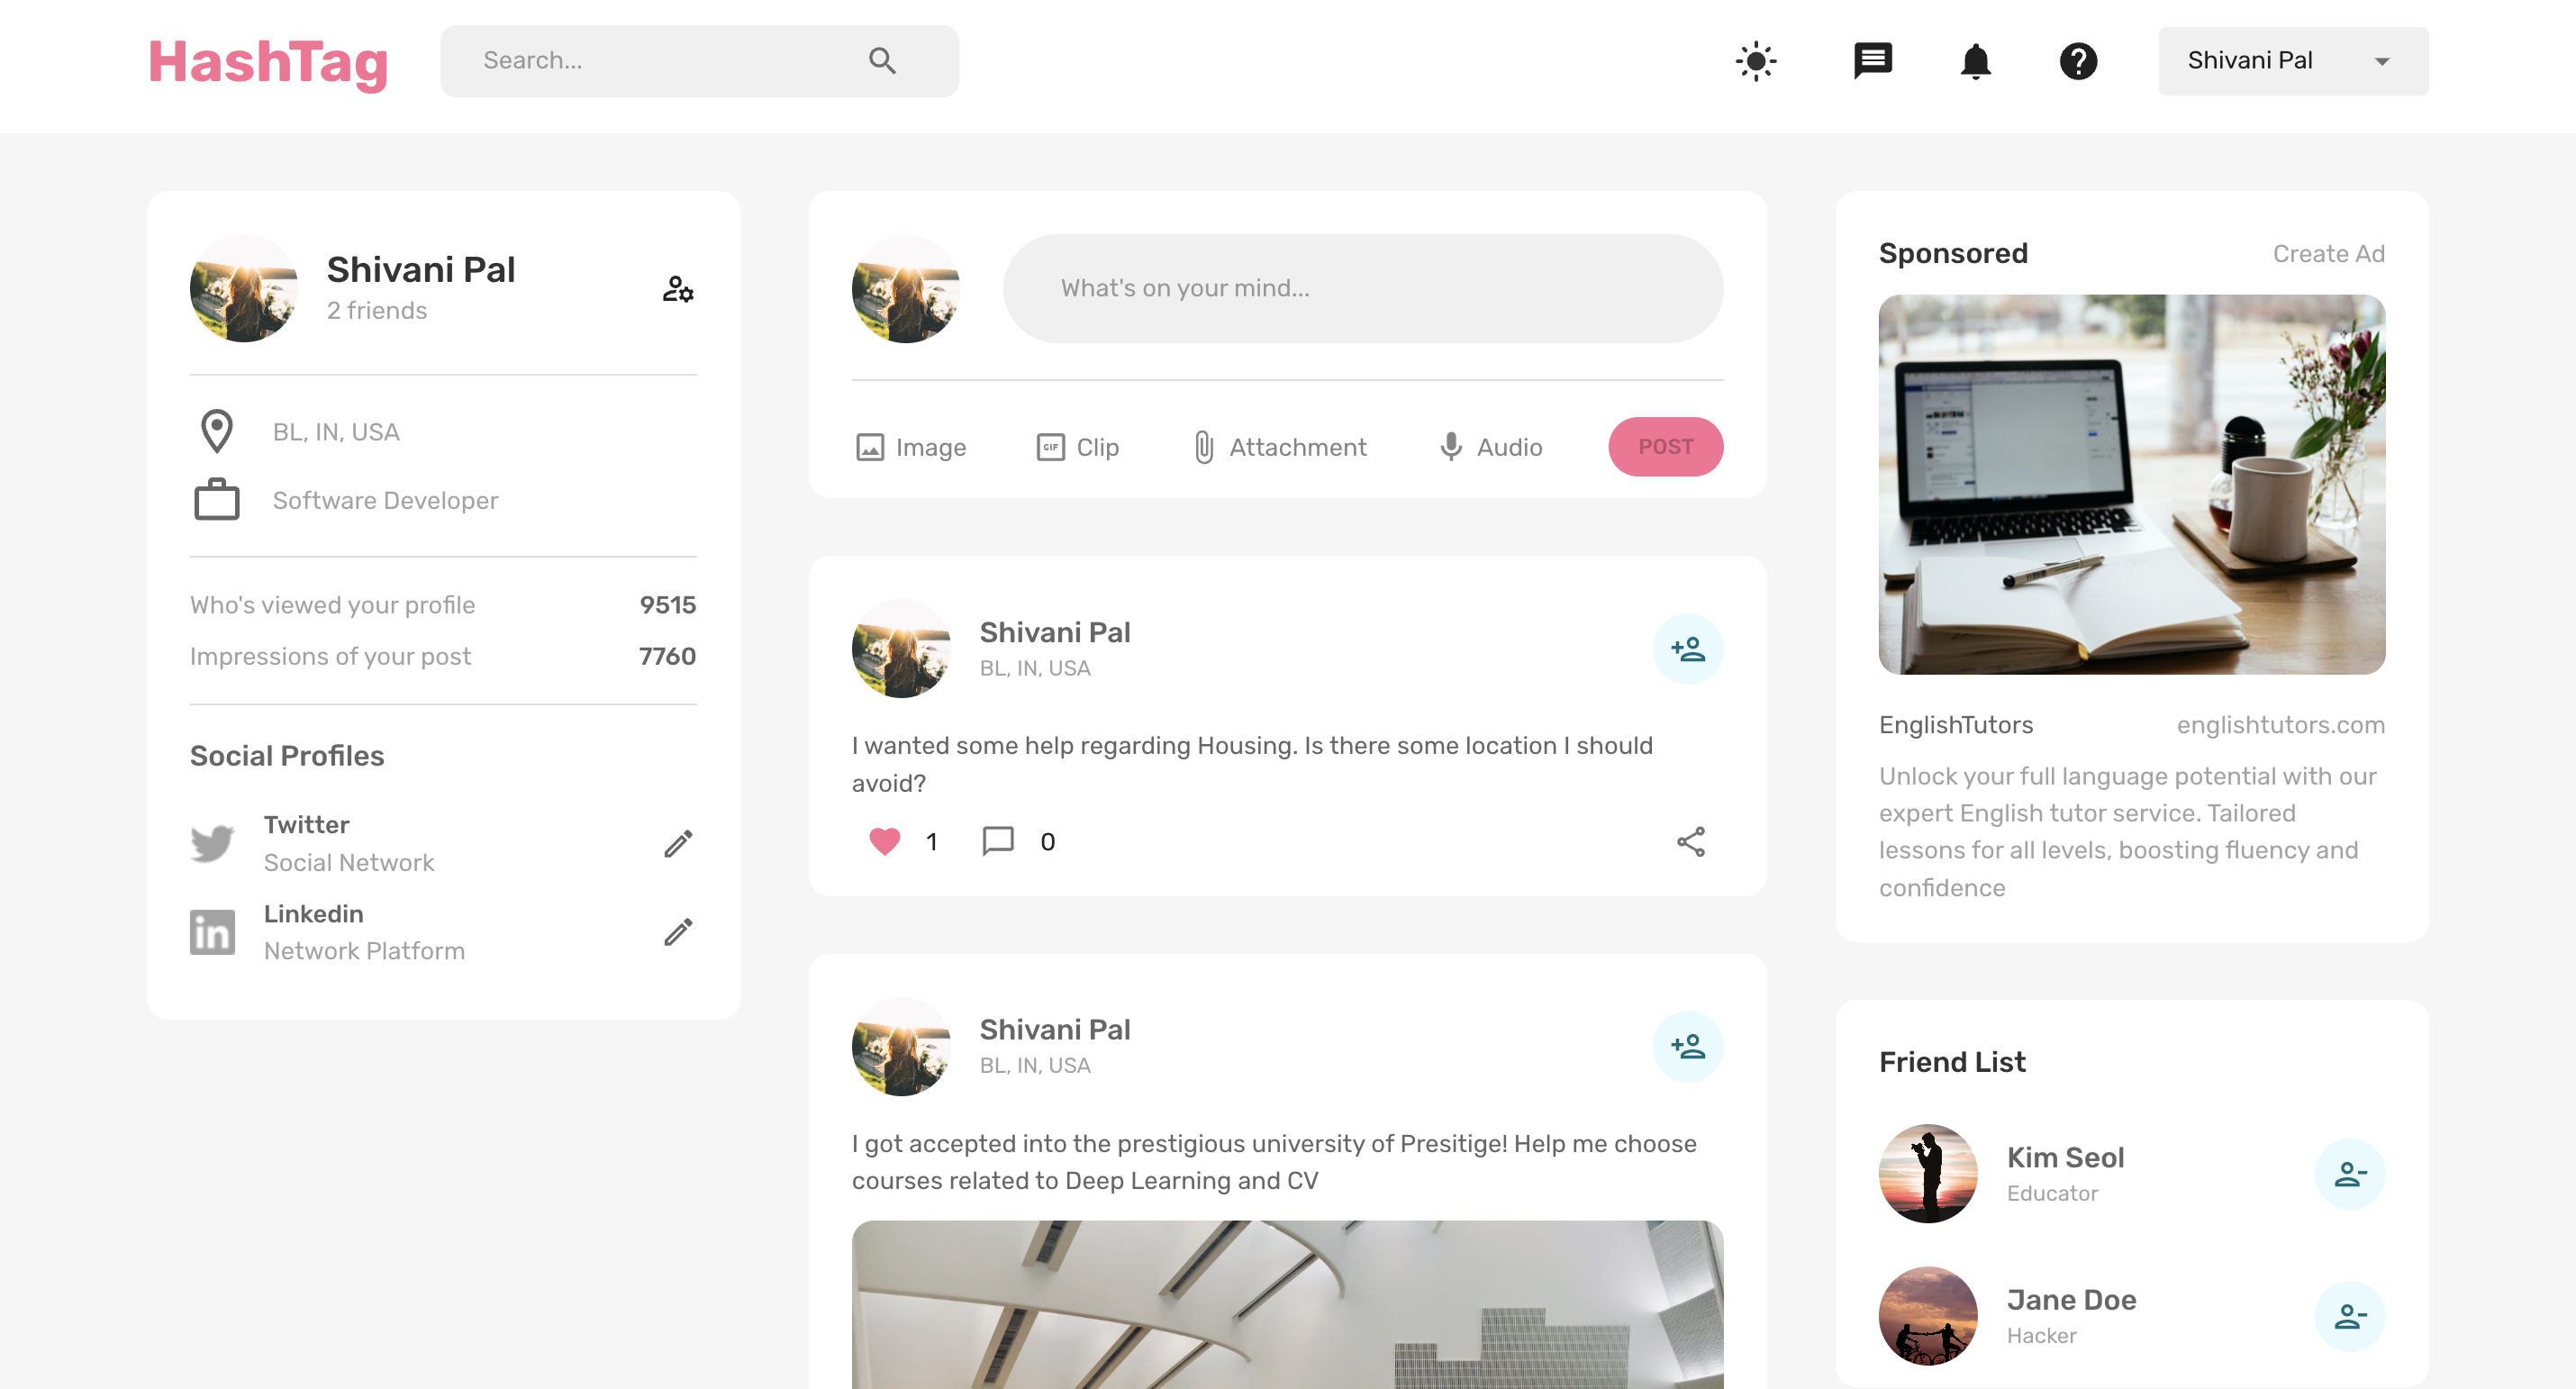 HashTag
Search...
Shivani Pal
Shivani Pal
2 friends
BL, IN, USA
Software Developer
Who's viewed your profile 9515
Impressions of your post 7760
Social Profiles
Twitter
Social Network
Linkedin
Network Platform
What's on your mind...
Image
GIF
Clip
Attachment
Audio
POST
Shivani Pal
BL, IN, USA
I wanted some help regarding Housing. Is there some location I should
avoid?
1
0
Shivani Pal
BL, IN, USA
I got accepted into the prestigious university of Presitige! Help me choose
courses related to Deep Learning and CV
Sponsored
Create Ad
EnglishTutors
englishtutors.com
Unlock your full language potential with our
expert English tutor service. Tailored
lessons for all levels, boosting fluency and
confidence
Friend List
Kim Seol
Educator
Jane Doe
Hacker